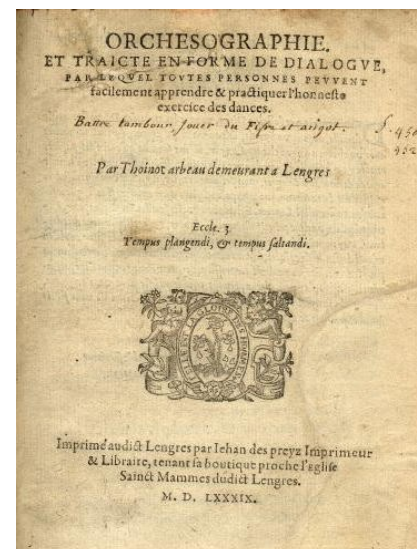 ORCHESOGRAPHIE.
ET TRAICTE EN FORME DE DIALOGVE,
PAR LEQVEL TOVTES PERSONNES PEVVENT
facilement apprendre & practiquer l'honneste
exercice des dances.
Battre tambour Jouer du Fifre et arigot.
Par Thoinot arbeau demeurant a Lengres
Eccle. 3.
Tempus plangendi, & tempus saltandi.
Imprimé audict Lengres par Iehan des preyz Imprimeur
& Libraire, tenant sa boutique proche l'Eglise
Sainct Mammes dudict Lengres.
M. D. LXXXIX.